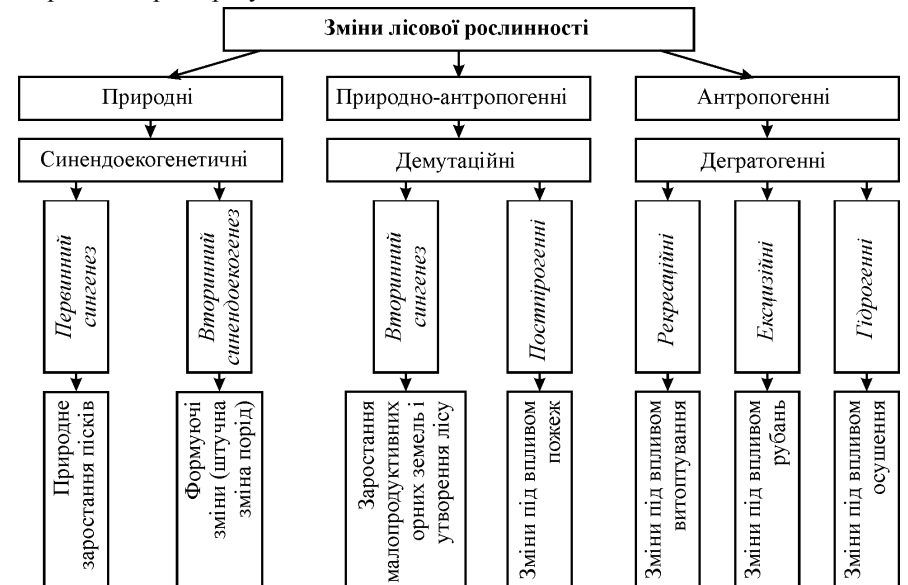 Зміни лісової рослинності
Природні
Природно-антропогенні
Антропогенні
Синендоекогенетичні
Демутаційні
Дегратогенні
Первинний
сингенез
Вторинний
синендоекогенез
Вторинний
сингенез
Постпірогенні
Рекреаційні
Ексцизійні
Гідрогенні
Природне
заростання пісків
Формуючі
зміни (штучна
зміна порід)
Заростання
малопродуктивних
орних земель і
утворення лісу
Зміни під впливом
пожеж
Зміни під впливом
витоптування
Зміни під впливом
рубань
Зміни під впливом
осушення